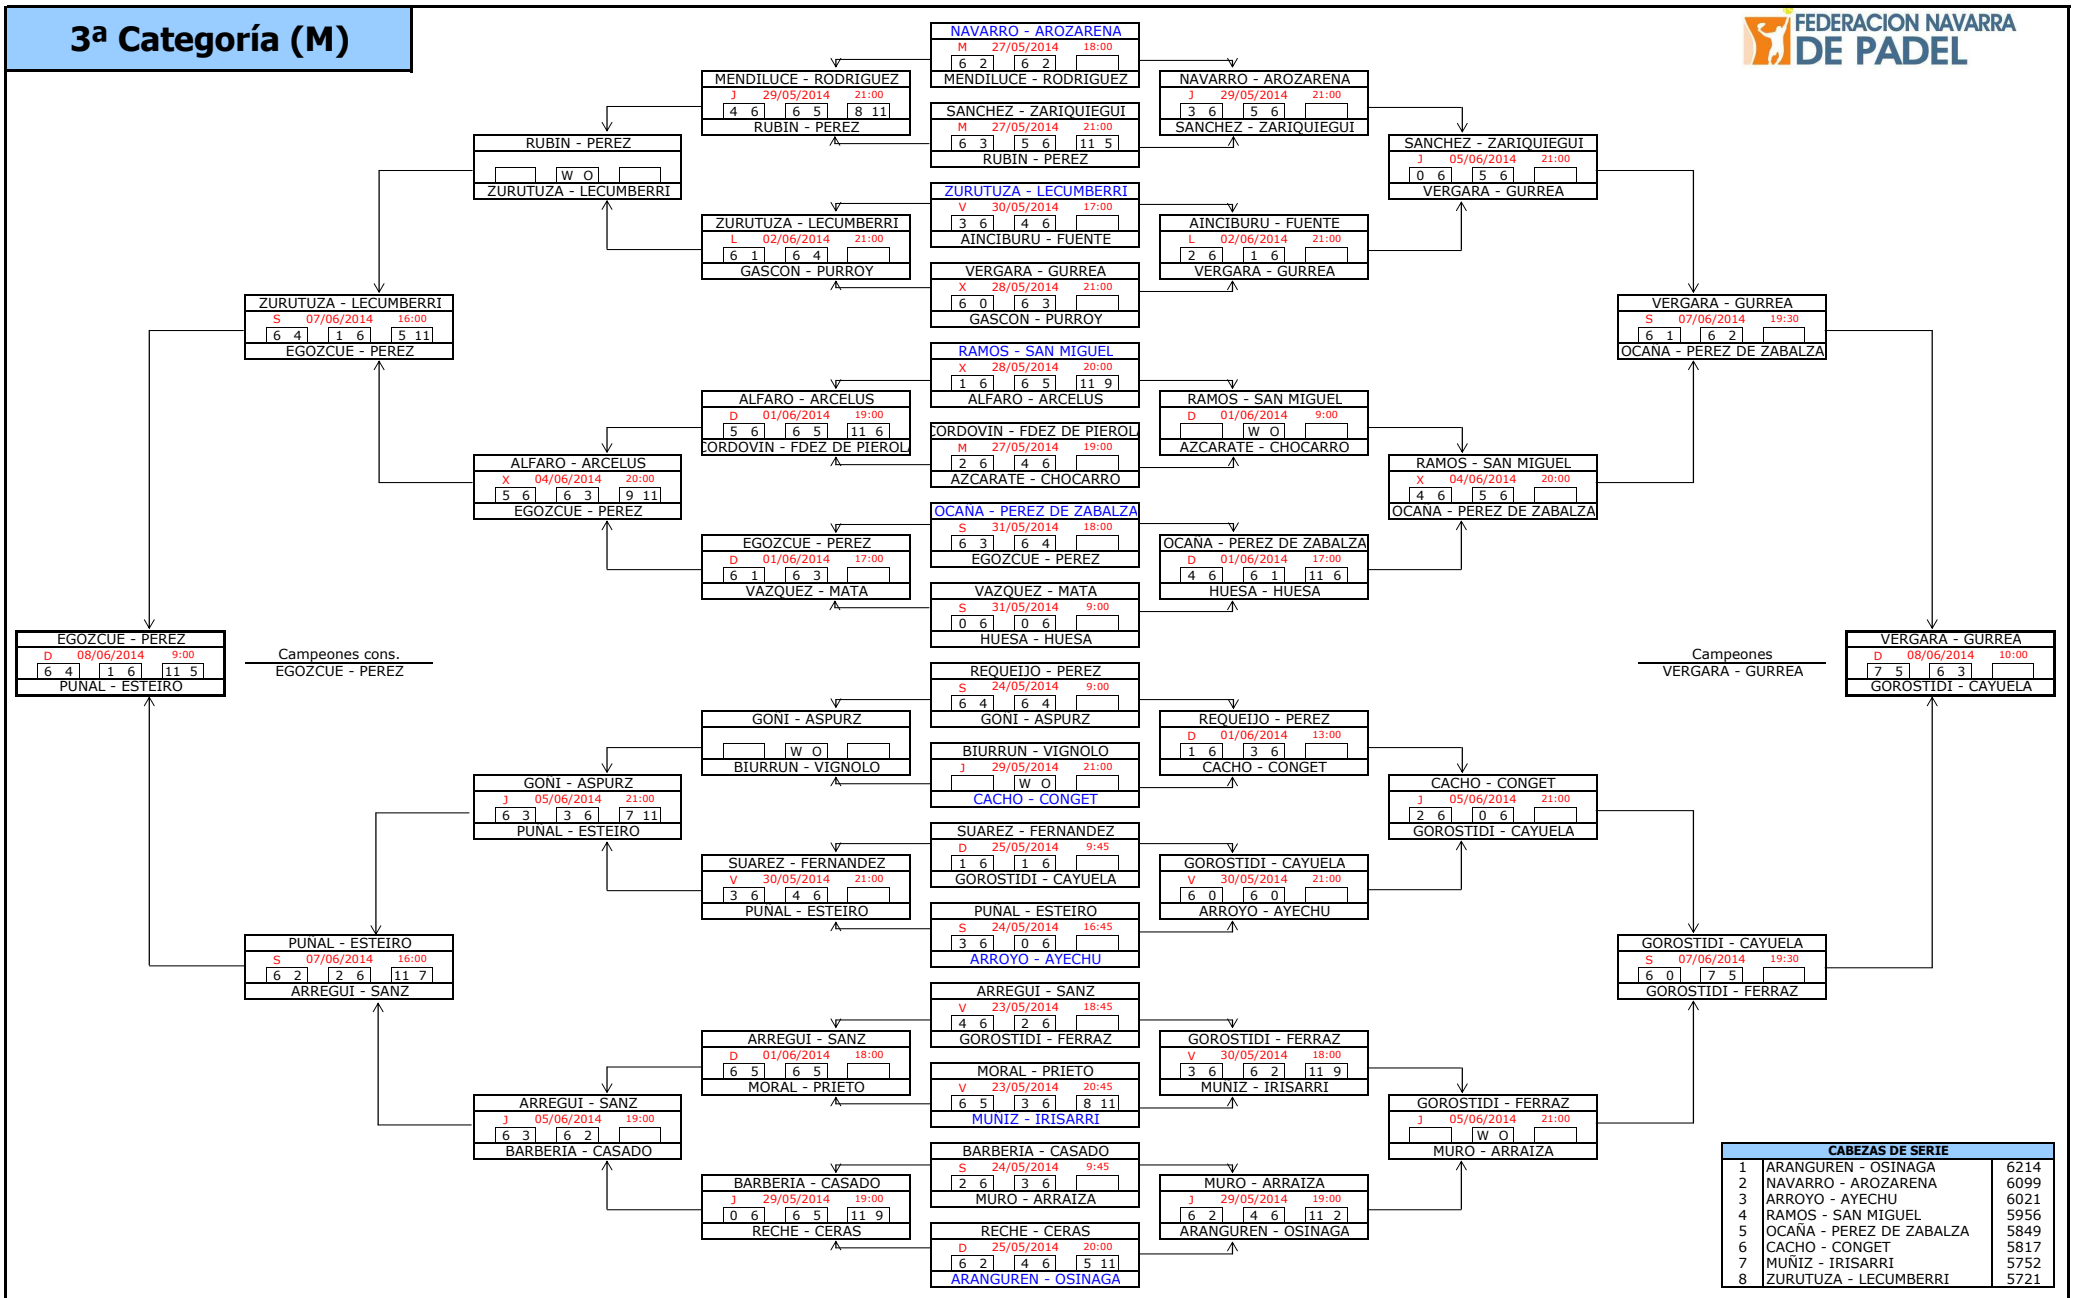 3ª Categoría (M)
FEDERACION NAVARRA
DE PADEL
NAVARRO - AROZARENA
M 27/05/2014 18:00
6 2 6 2
MENDILUCE - RODRIGUEZ
SANCHEZ - ZARIQUIEGUI
M 27/05/2014 21:00
6 3 5 6 11 5
RUBIN - PEREZ
ZURUTUZA - LECUMBERRI
V 30/05/2014 17:00
3 6 4 6
AINCIBURU - FUENTE
VERGARA - GURREA
X 28/05/2014 21:00
6 0 6 3
GASCON - PURROY
RAMOS - SAN MIGUEL
X 28/05/2014 20:00
1 6 6 5 11 9
ALFARO - ARCELUS
CORDOVIN - FDEZ DE PIEROLA
M 27/05/2014 19:00
2 6 4 6
AZCARATE - CHOCARRO
OCAÑA - PEREZ DE ZABALZA
S 31/05/2014 18:00
6 3 6 4
EGOZCUE - PEREZ
VAZQUEZ - MATA
S 31/05/2014 9:00
0 6 0 6
HUESA - HUESA
REQUEIJO - PEREZ
S 24/05/2014 9:00
6 4 6 4
GOÑI - ASPURZ
BIURRUN - VIGNOLO
J 29/05/2014 21:00
W O
CACHO - CONGET
SUAREZ - FERNANDEZ
D 25/05/2014 9:45
1 6 1 6
GOROSTIDI - CAYUELA
PUÑAL - ESTEIRO
S 24/05/2014 16:45
3 6 0 6
ARROYO - AYECHU
ARREGUI - SANZ
V 23/05/2014 18:45
4 6 2 6
GOROSTIDI - FERRAZ
MORAL - PRIETO
V 23/05/2014 20:45
6 5 3 6 8 11
MUÑIZ - IRISARRI
BARBERIA - CASADO
S 24/05/2014 9:45
2 6 3 6
MURO - ARRAIZA
RECHE - CERAS
D 25/05/2014 20:00
6 2 4 6 5 11
ARANGUREN - OSINAGA
MENDILUCE - RODRIGUEZ
J 29/05/2014 21:00
4 6 6 5 8 11
RUBIN - PEREZ
ZURUTUZA - LECUMBERRI
L 02/06/2014 21:00
6 1 6 4
GASCON - PURROY
ALFARO - ARCELUS
D 01/06/2014 19:00
5 6 6 5 11 6
CORDOVIN - FDEZ DE PIEROLA
EGOZCUE - PEREZ
D 01/06/2014 17:00
6 1 6 3
VAZQUEZ - MATA
GOÑI - ASPURZ
W O
BIURRUN - VIGNOLO
SUAREZ - FERNANDEZ
V 30/05/2014 21:00
3 6 4 6
PUÑAL - ESTEIRO
ARREGUI - SANZ
D 01/06/2014 18:00
6 5 6 5
MORAL - PRIETO
BARBERIA - CASADO
J 29/05/2014 19:00
0 6 6 5 11 9
RECHE - CERAS
RUBIN - PEREZ
W O
ZURUTUZA - LECUMBERRI
ALFARO - ARCELUS
X 04/06/2014 20:00
5 6 6 3 9 11
EGOZCUE - PEREZ
GOÑI - ASPURZ
J 05/06/2014 21:00
6 3 3 6 7 11
PUÑAL - ESTEIRO
ARREGUI - SANZ
J 05/06/2014 19:00
6 3 6 2
BARBERIA - CASADO
ZURUTUZA - LECUMBERRI
S 07/06/2014 16:00
6 4 1 6 5 11
EGOZCUE - PEREZ
PUÑAL - ESTEIRO
S 07/06/2014 16:00
6 2 2 6 11 7
ARREGUI - SANZ
EGOZCUE - PEREZ
D 08/06/2014 9:00
6 4 1 6 11 5
PUÑAL - ESTEIRO
Campeones cons.
EGOZCUE - PEREZ
NAVARRO - AROZARENA
J 29/05/2014 21:00
3 6 5 6
SANCHEZ - ZARIQUIEGUI
AINCIBURU - FUENTE
L 02/06/2014 21:00
2 6 1 6
VERGARA - GURREA
RAMOS - SAN MIGUEL
D 01/06/2014 9:00
W O
AZCARATE - CHOCARRO
OCAÑA - PEREZ DE ZABALZA
D 01/06/2014 17:00
4 6 6 1 11 6
HUESA - HUESA
REQUEIJO - PEREZ
D 01/06/2014 13:00
1 6 3 6
CACHO - CONGET
GOROSTIDI - CAYUELA
V 30/05/2014 21:00
6 0 6 0
ARROYO - AYECHU
GOROSTIDI - FERRAZ
V 30/05/2014 18:00
3 6 6 2 11 9
MUÑIZ - IRISARRI
MURO - ARRAIZA
J 29/05/2014 19:00
6 2 4 6 11 2
ARANGUREN - OSINAGA
SANCHEZ - ZARIQUIEGUI
J 05/06/2014 21:00
0 6 5 6
VERGARA - GURREA
RAMOS - SAN MIGUEL
X 04/06/2014 20:00
4 6 5 6
OCAÑA - PEREZ DE ZABALZA
CACHO - CONGET
J 05/06/2014 21:00
2 6 0 6
GOROSTIDI - CAYUELA
GOROSTIDI - FERRAZ
J 05/06/2014 21:00
W O
MURO - ARRAIZA
VERGARA - GURREA
S 07/06/2014 19:30
6 1 6 2
OCAÑA - PEREZ DE ZABALZA
GOROSTIDI - CAYUELA
S 07/06/2014 19:30
6 0 7 5
GOROSTIDI - FERRAZ
Campeones
VERGARA - GURREA
VERGARA - GURREA
D 08/06/2014 10:00
7 5 6 3
GOROSTIDI - CAYUELA
CABEZAS DE SERIE
1 ARANGUREN - OSINAGA 6214
2 NAVARRO - AROZARENA 6099
3 ARROYO - AYECHU 6021
4 RAMOS - SAN MIGUEL 5956
5 OCAÑA - PEREZ DE ZABALZA 5849
6 CACHO - CONGET 5817
7 MUÑIZ - IRISARRI 5752
8 ZURUTUZA - LECUMBERRI 5721